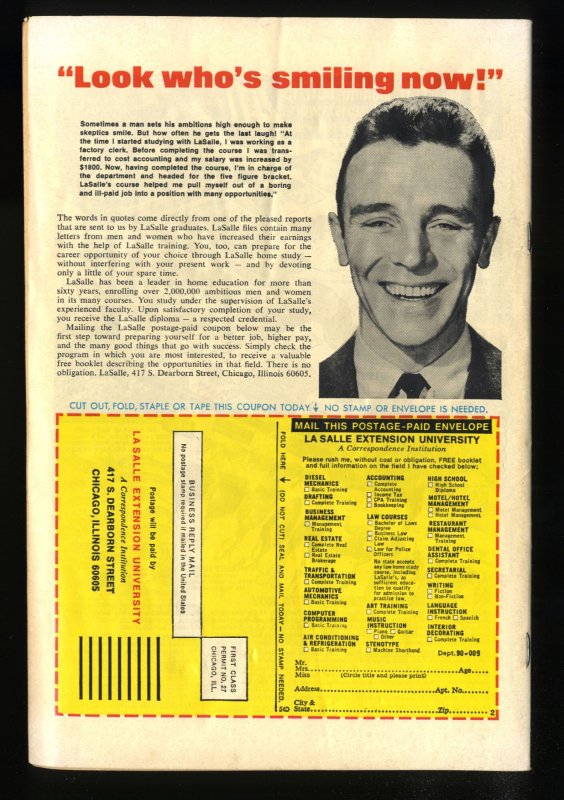 “Look who’s smiling now!”
Sometimes a man sets his ambitions high enough to make
skeptics smile. But how often he gets the last laugh! “At
the time I started studying with LaSalle, I was working as a
factory clerk. Before completing the course I was trans-
ferred to cost accounting and my salary was increased by
$1800. Now, having completed the course, I’m in charge of
the department and headed for the five figure bracket.
LaSalle’s course helped me pull myself out of a boring
and ill-paid job into a position with many opportunities.”
The words in quotes come directly from one of the pleased reports
that are sent to us by LaSalle graduates. LaSalle files contain many
letters from men and women who have increased their earnings
with the help of LaSalle training. You, too, can prepare for the
career opportunity of your choice through LaSalle home study —
without interfering with your present work — and by devoting
only a little of your spare time.
LaSalle has been a leader in home education for more than
sixty years, enrolling over 2,000,000 ambitious men and women
in its many courses. You study under the supervision of LaSalle’s
experienced faculty. Upon satisfactory completion of your study,
you receive the LaSalle diploma — a respected credential.
Mailing the LaSalle postage-paid coupon below may be the
first step toward preparing yourself for a better job, higher pay,
and the many good things that go with success. Simply check the
program in which you are most interested, to receive a valuable
free booklet describing the opportunities in that field. There is no
obligation. LaSalle, 417 S. Dearborn Street, Chicago, Illinois 60605.
CUT OUT, FOLD, STAPLE OR TAPE THIS COUPON TODAY ↓ NO STAMP OR ENVELOPE IS NEEDED.
FIRST CLASS
PERMIT NO. 27
CHICAGO, ILL.
BUSINESS REPLY MAIL
No postage stamp required if mailed in the United States
Postage will be paid by
LA SALLE EXTENSION UNIVERSITY
A Correspondence Institution
417 S. DEARBORN STREET
CHICAGO, ILLINOIS 60605
FOLD HERE ↓ (DO NOT CUT) SEAL AND MAIL TODAY — NO STAMP NEEDED.
540
MAIL THIS POSTAGE-PAID ENVELOPE
LA SALLE EXTENSION UNIVERSITY
A Correspondence Institution
Please rush me, without cost or obligation, FREE booklet
and full information on the field I have checked below:
DIESEL
MECHANICS
Basic Training
DRAFTING
Complete Training
BUSINESS
MANAGEMENT
Management
Training
REAL ESTATE
Complete Real
Estate
Real Estate
Brokerage
TRAFFIC &
TRANSPORTATION
Complete Training
AUTOMOTIVE
MECHANICS
Basic Training
COMPUTER
PROGRAMMING
Basic Training
AIR CONDITIONING
& REFRIGERATION
Basic Training
ACCOUNTING
Complete
Accounting
Income Tax
CPA Training
Bookkeeping
LAW COURSES
Bachelor of Laws
Degree
Business Law
Claim Adjusting
Law
Law for Police
Officers
No state accepts
any law home study
course, including
LaSalle’s, as
sufficient educa-
tion to qualify
for admission to
practice law.
ART TRAINING
Complete Training
MUSIC
INSTRUCTION
Piano Guitar
Other
STENOTYPE
Machine Shorthand
HIGH SCHOOL
High School
Diploma
MOTEL/HOTEL
MANAGEMENT
Motel Management
Hotel Management
RESTAURANT
MANAGEMENT
Management
Training
DENTAL OFFICE
ASSISTANT
Complete Training
SECRETARIAL
Complete Training
WRITING
Fiction
Non-Fiction
LANGUAGE
INSTRUCTION
French Spanish
INTERIOR
DECORATING
Complete Training
Dept. 90-009
Mr.
Mrs. Age
Miss (Circle title and please print)
Address Apt. No.
City &
State Zip 2